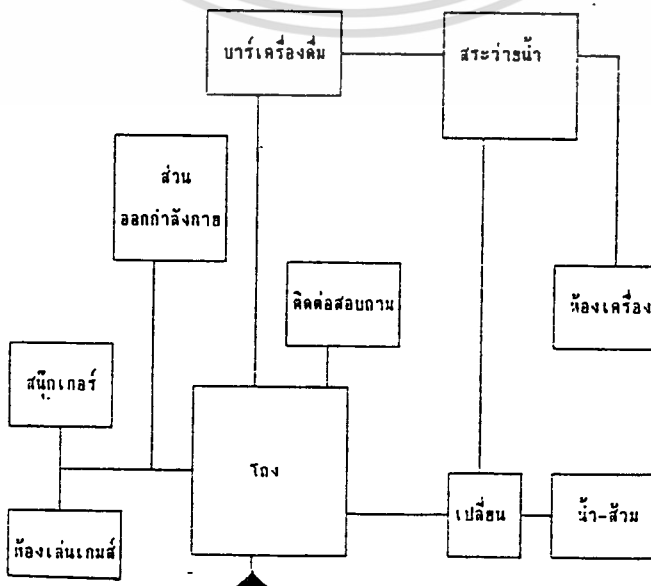 บาร์เครื่องดื่ม
สระว่ายน้ำ
ส่วน
ออกกำลังกาย
ติดต่อสอบถาม
ห้องเครื่อง
สนุ๊กเกอร์
โถง
เปลี่ยน
น้ำ-ส้วม
ห้องเล่นเกมส์